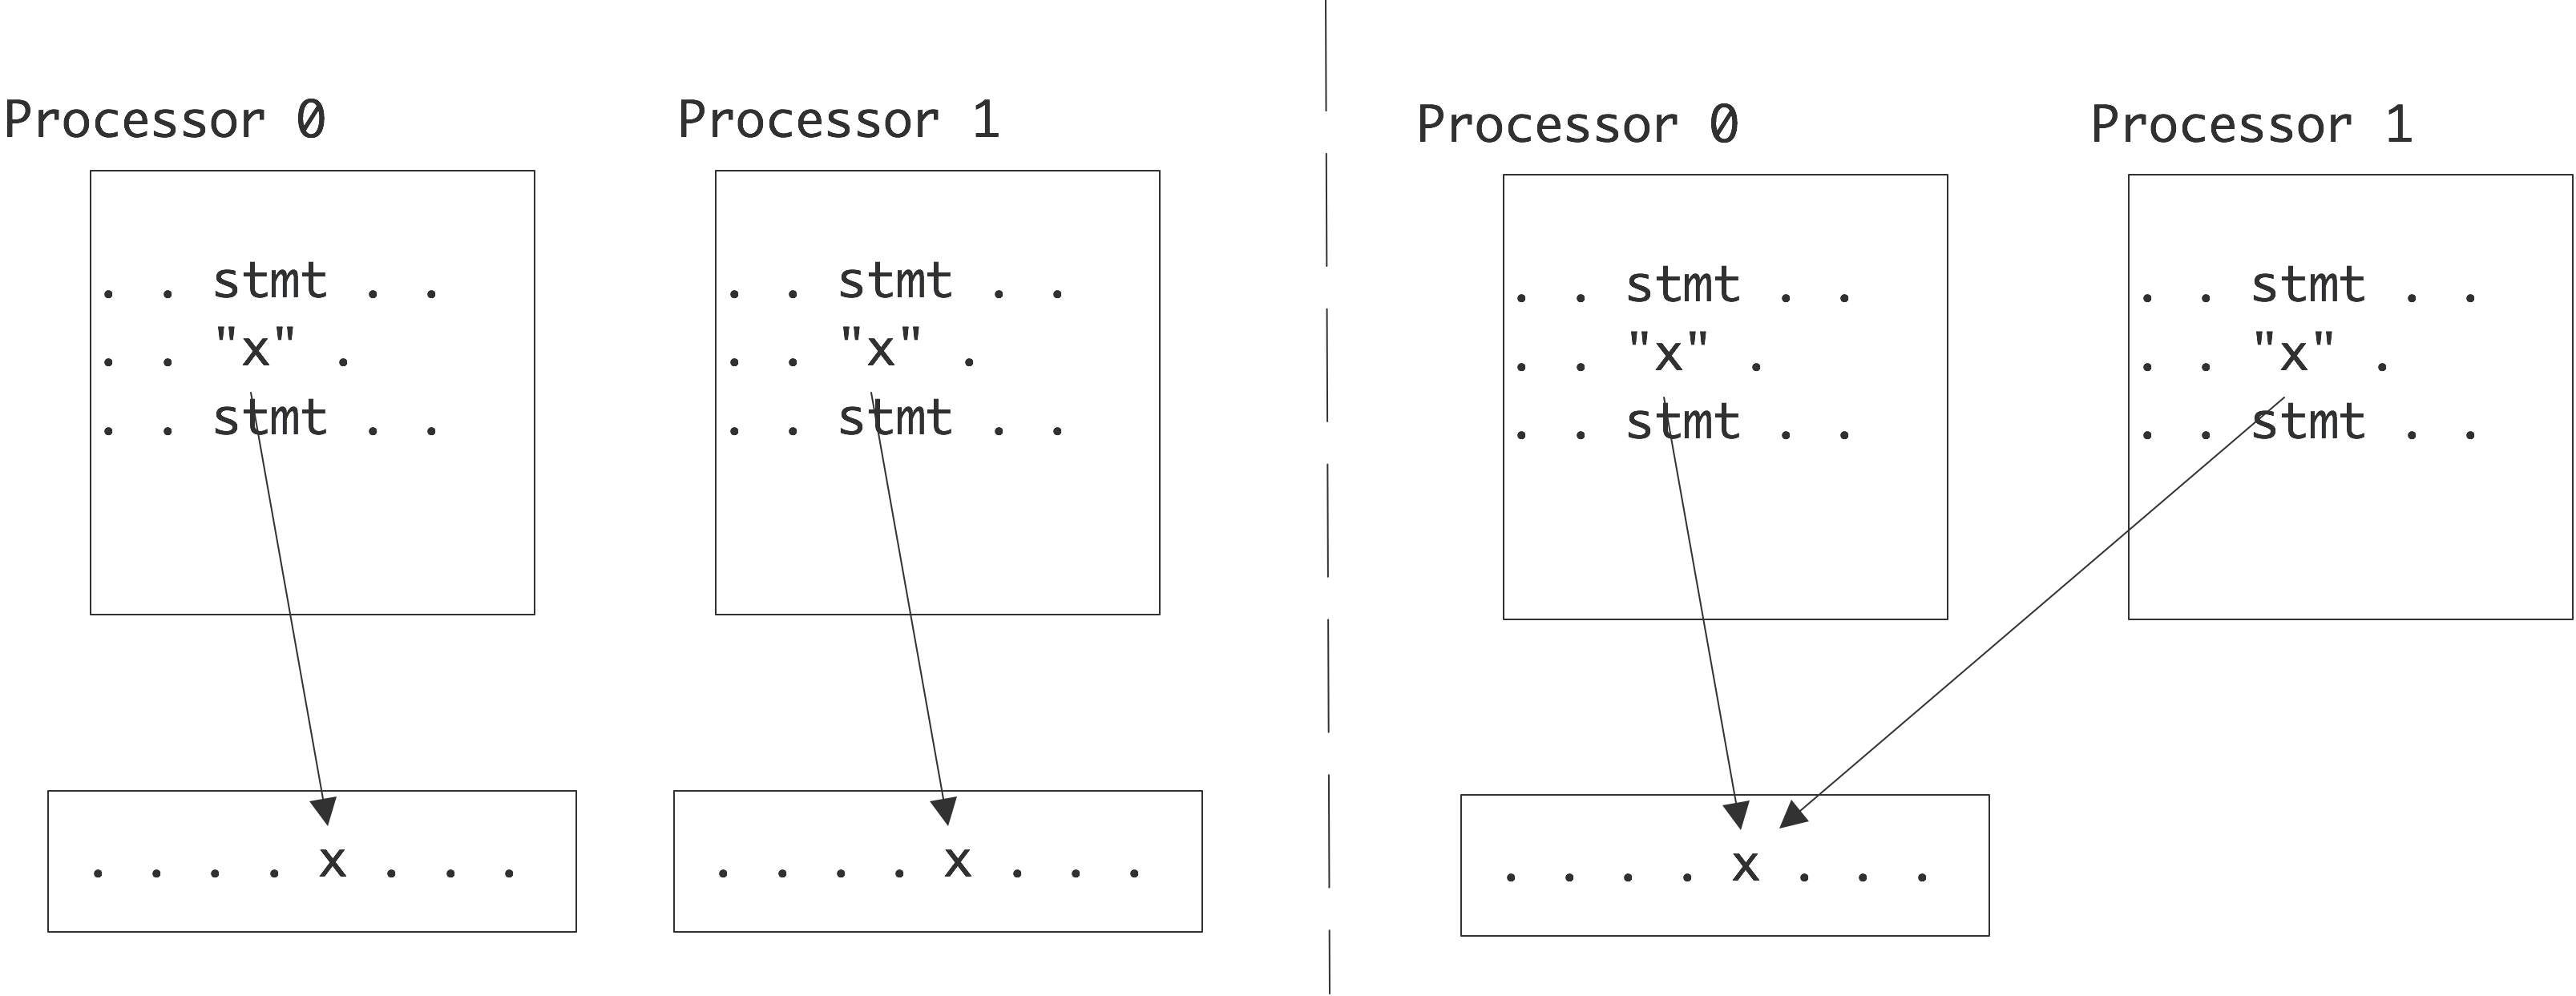 Processor 0
. . stmt . .
. . "x" .
. . stmt . .
. . . . x . . .
Processor 1
. . stmt . .
. . "x" .
. . stmt . .
. . . . x . . .
Processor 0
. . stmt . .
. . "x" .
. . stmt . .
Processor 1
. . stmt . .
. . "x" .
. . stmt . .
. . . . x . . .